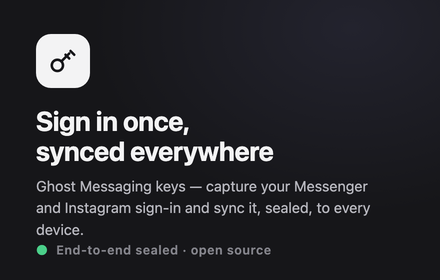 Sign in once,
synced everywhere
Ghost Messaging keys — capture your Messenger
and Instagram sign-in and sync it, sealed, to every
device.
End-to-end sealed · open source